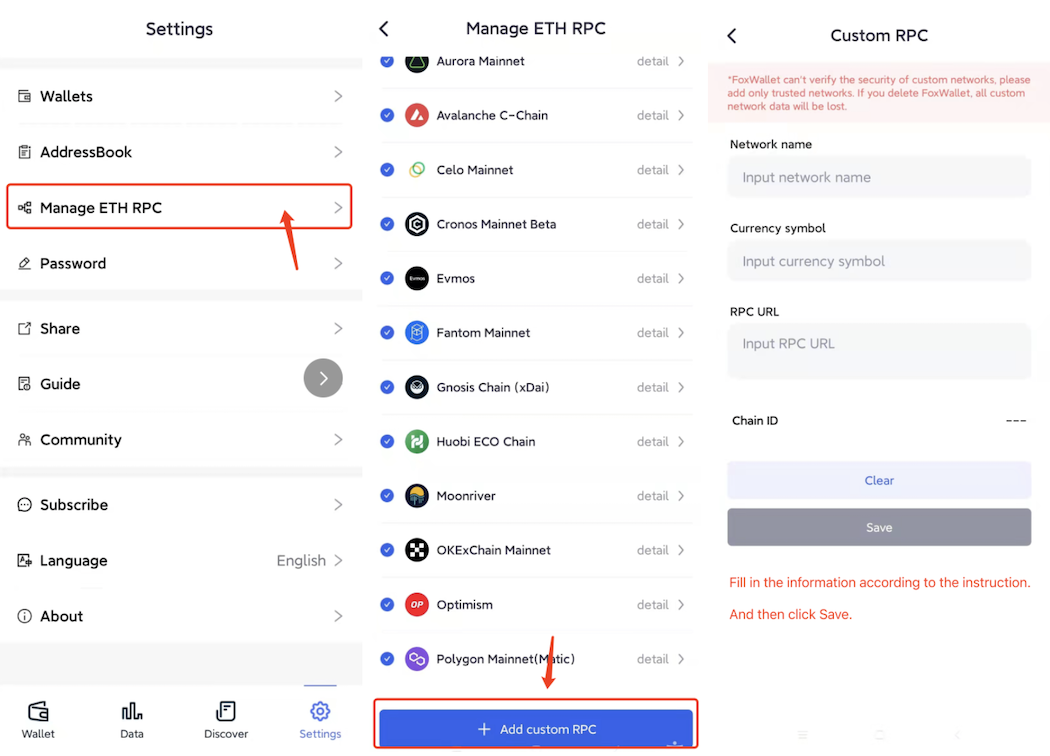 Settings
Wallets
AddressBook
Manage ETH RPC
Password
Share
Guide
Community
Subscribe
Language English
About
Wallet Data Discover Settings
Manage ETH RPC
Aurora Mainnet detail
Avalanche C-Chain detail
Celo Mainnet detail
Cronos Mainnet Beta detail
Evmos Evmos detail
Fantom Mainnet detail
Gnosis Chain (xDai) detail
Huobi ECO Chain detail
Moonriver detail
OKExChain Mainnet detail
OP Optimism detail
Polygon Mainnet(Matic) detail
+ Add custom RPC
Custom RPC
*FoxWallet can't verify the security of custom networks, please
add only trusted networks. If you delete FoxWallet, all custom
network data will be lost.
Network name
Input network name
Currency symbol
Input currency symbol
RPC URL
Input RPC URL
Chain ID ---
Clear
Save
Fill in the information according to the instruction.
And then click Save.